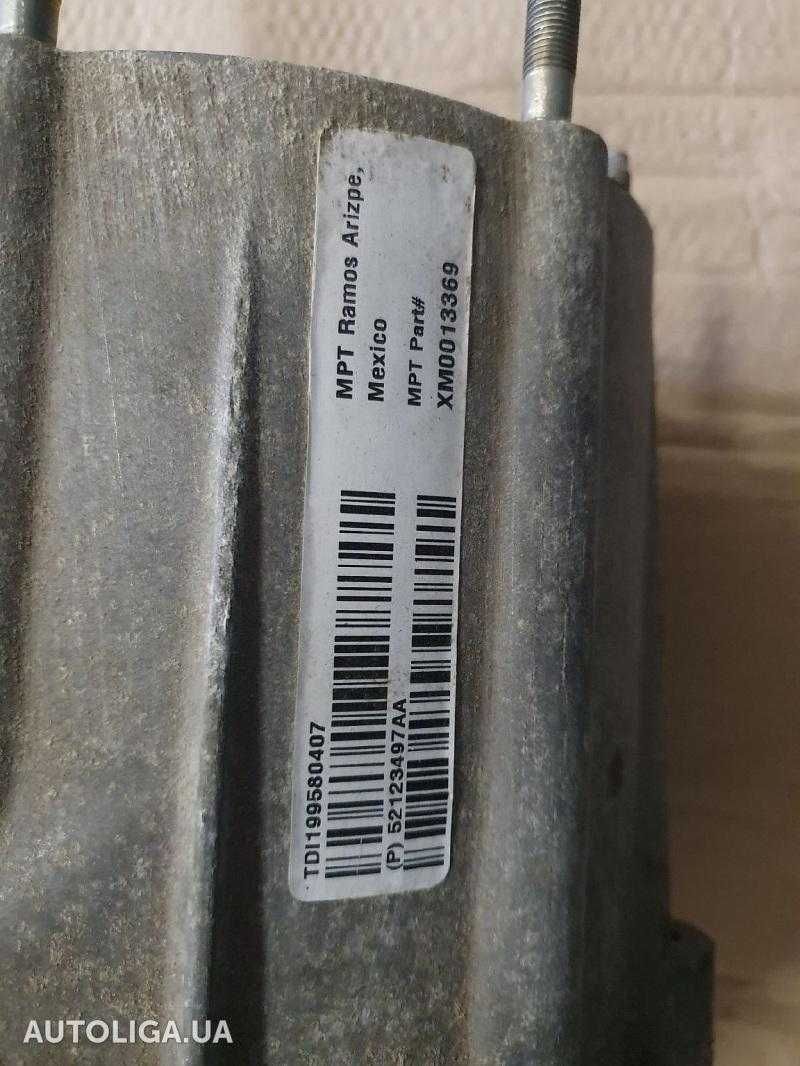 MPT Ramos Arizpe,
Mexico
MPT Part#
XM0013369
TDI199580407
(P) 52123497AA
AUTOLIGA.UA